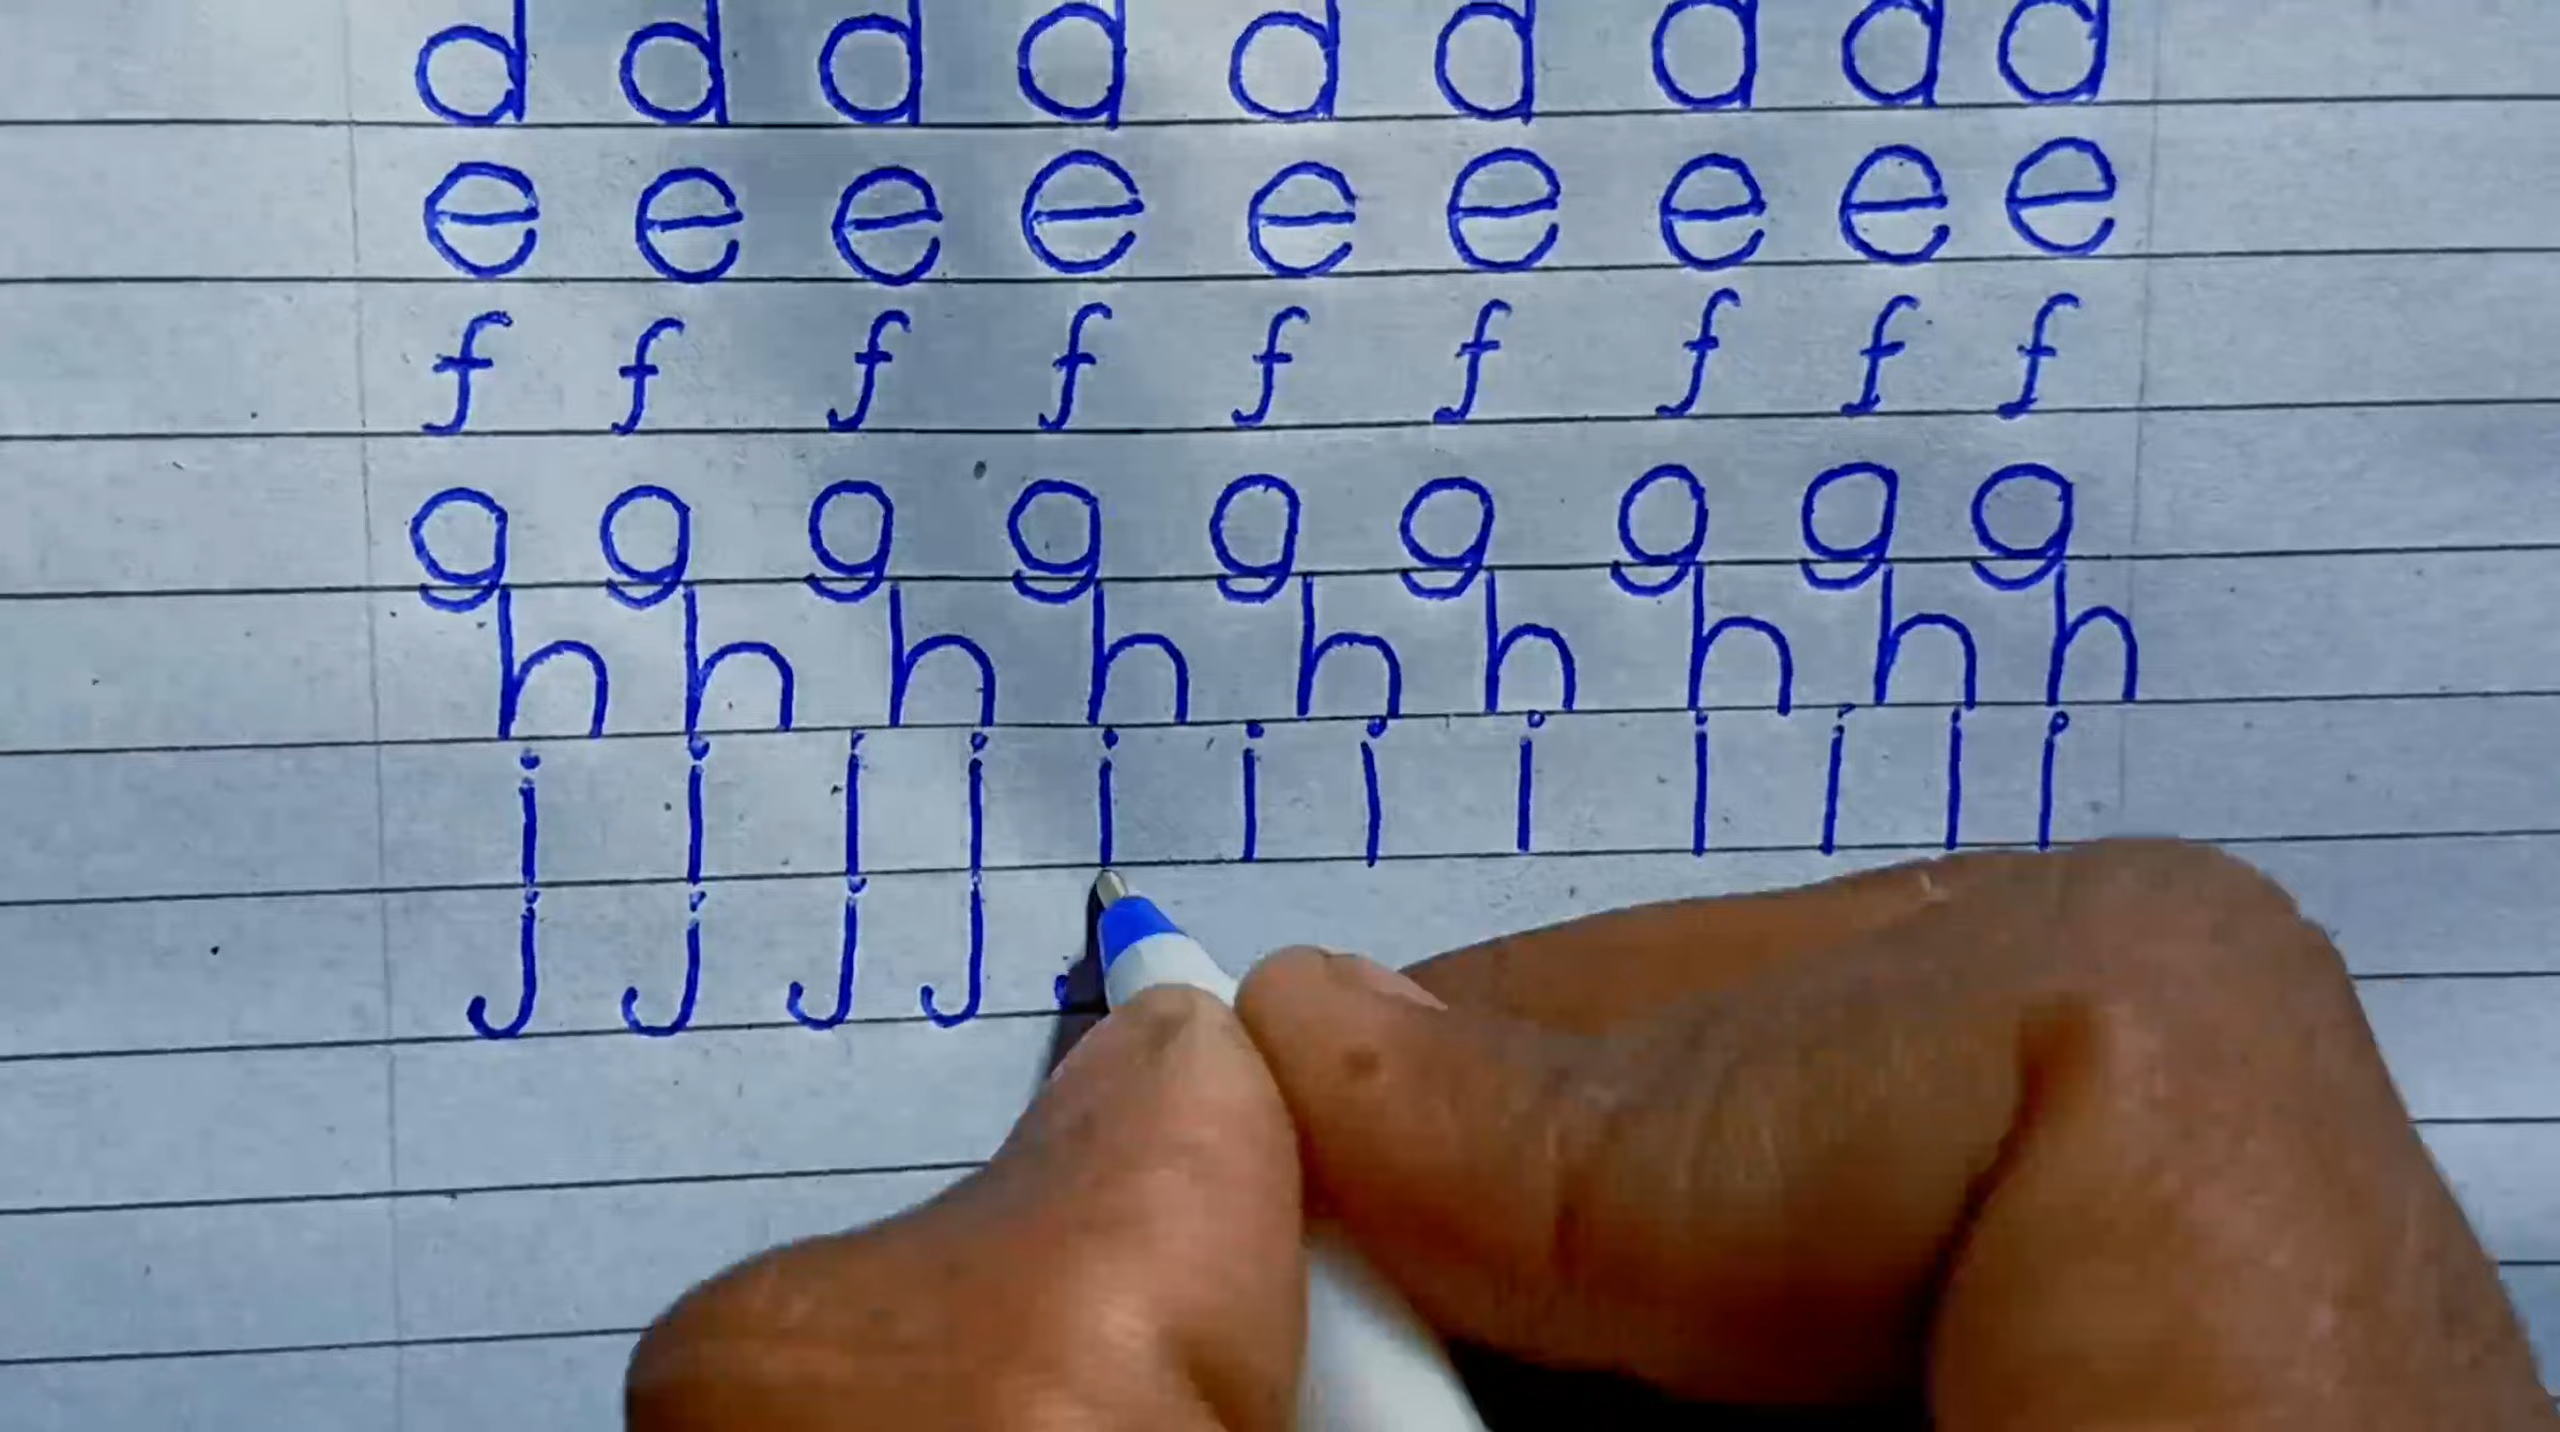 d d d d d d d d d
e e e e e e e e e
f f f f f f f f f
g g g g g g g g g
h h h h h h h h h
i i i i i i i i i i i i
j j j j